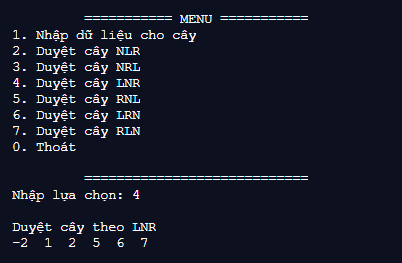 =========== MENU ===========
1. Nhập dữ liệu cho cây
2. Duyệt cây NLR
3. Duyệt cây NRL
4. Duyệt cây LNR
5. Duyệt cây RNL
6. Duyệt cây LRN
7. Duyệt cây RLN
0. Thoát
============================
Nhập lựa chọn: 4
Duyệt cây theo LNR
-2 1 2 5 6 7